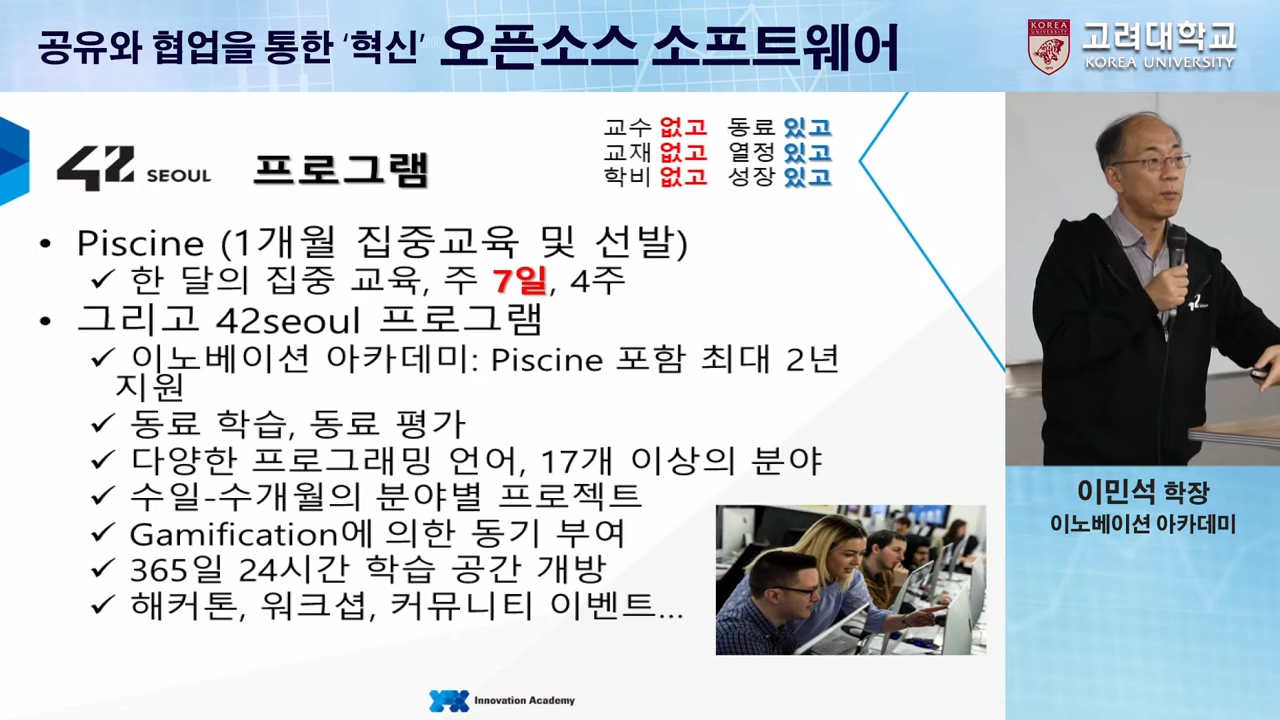 공유와 협업을 통한 ‘혁신’ 오픈소스 소프트웨어
KOREA UNIVERSITY
고려대학교
KOREA UNIVERSITY
42 SEOUL 프로그램
교수 없고 동료 있고
교재 없고 열정 있고
학비 없고 성장 있고
• Piscine (1개월 집중교육 및 선발)
✓ 한 달의 집중 교육, 주 7일, 4주
• 그리고 42seoul 프로그램
✓ 이노베이션 아카데미: Piscine 포함 최대 2년
지원
✓ 동료 학습, 동료 평가
✓ 다양한 프로그래밍 언어, 17개 이상의 분야
✓ 수일-수개월의 분야별 프로젝트
✓ Gamification에 의한 동기 부여
✓ 365일 24시간 학습 공간 개방
✓ 해커톤, 워크셥, 커뮤니티 이벤트...
Innovation Academy
42
이민석 학장
이노베이션 아카데미